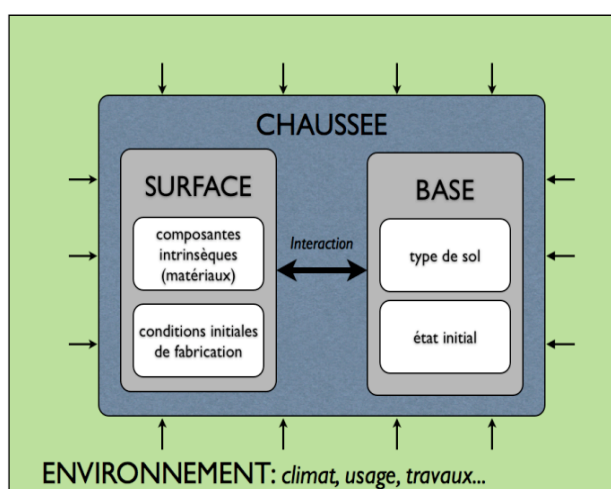 CHAUSSEE
SURFACE
composantes
intrinsèques
(matériaux)
conditions initiales
de fabrication
Interaction
BASE
type de sol
état initial
ENVIRONNEMENT: climat, usage, travaux...